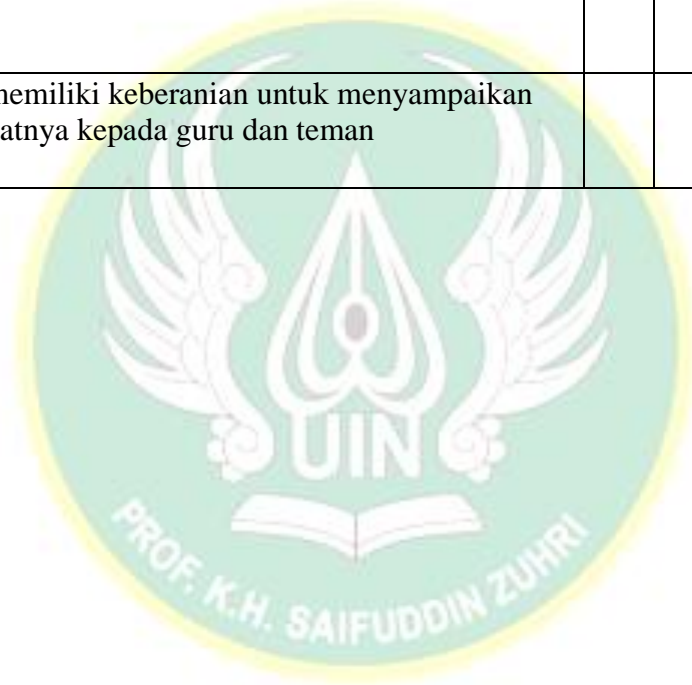 memiliki keberanian untuk menyampaikan
atnya kepada guru dan teman
UIN
PROF. K.H. SAIFUDDIN ZUHRI